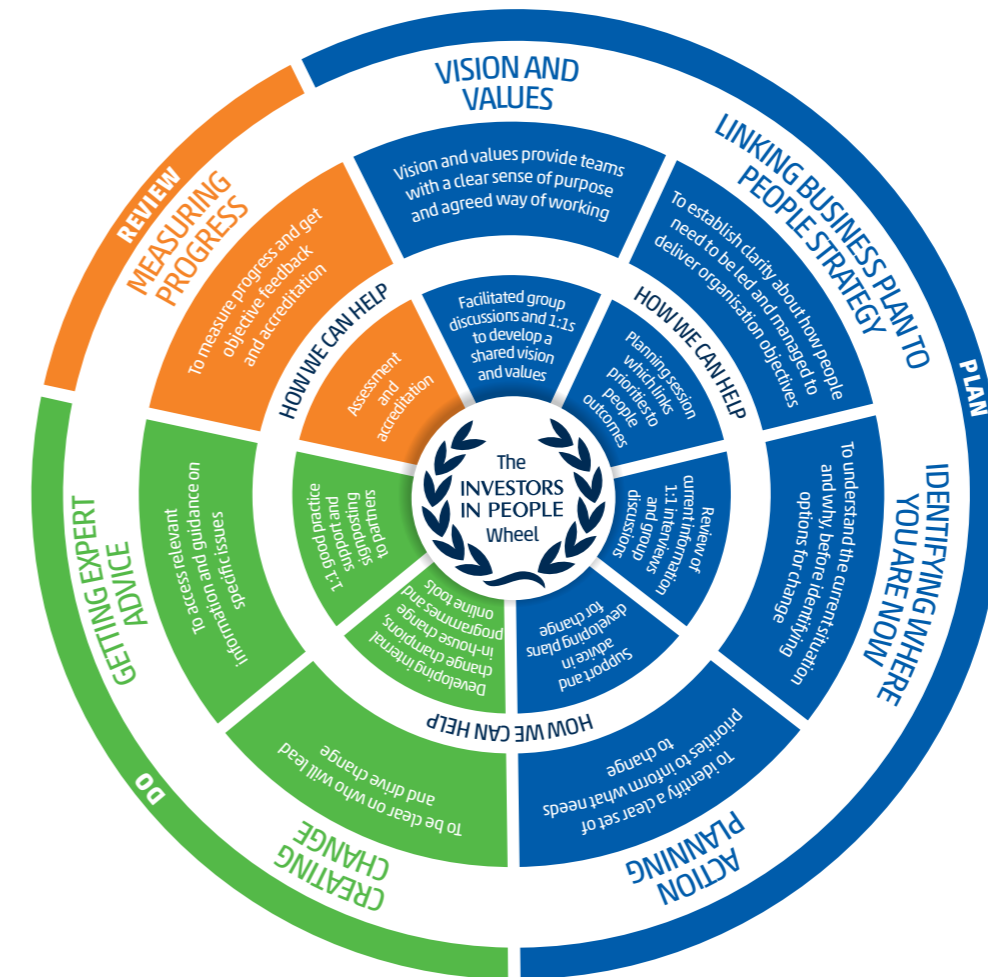 VISION AND
VALUES
Vision and values provide teams
with a clear sense of purpose
and agreed way of working
Facilitated group
discussions and 1:1s
to develop a
shared vision
and values
LINKING BUSINESS PLAN TO
PEOPLE STRATEGY
To establish clarity about how people
need to be led and managed to
deliver organisation objectives
HOW WE CAN HELP
Planning session
which links
priorities to
people
outcomes
PLAN
IDENTIFYING WHERE
YOU ARE NOW
To understand the current situation
and why, before identifying
options for change
Review of
current information
1:1 interviews
and group
discussions
ACTION
PLANNING
To identify a clear set of
priorities to inform what needs
to change
HOW WE CAN HELP
Support and
advice in
developing plans
for change
CREATING
CHANGE
To be clear on who will lead
and drive change
Developing Internal
change champions
in-house change
programmes and
online tools
DO
GETTING EXPERT
ADVICE
To access relevant
information and guidance on
specific issues
1:1 good practice
support and
signposting
to partners
REVIEW
MEASURING
PROGRESS
To measure progress and get
objective feedback
and accreditation
HOW WE CAN HELP
Assessment
and
accreditation
The
INVESTORS
IN PEOPLE
Wheel